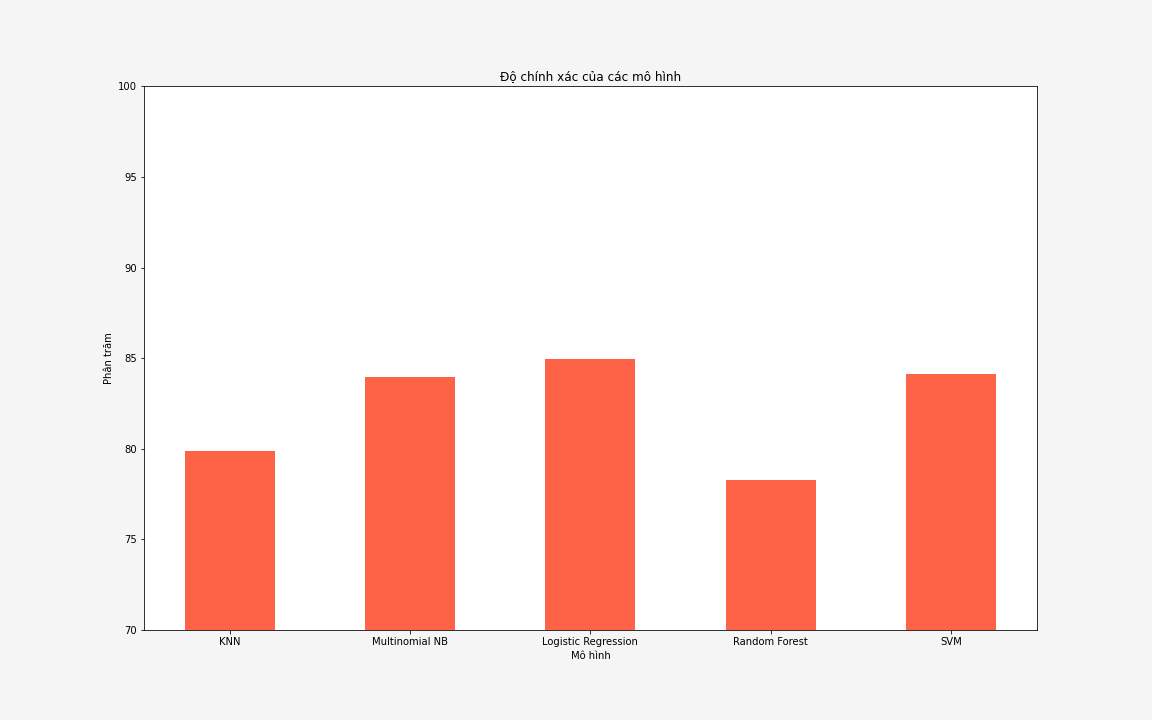 Độ chính xác của các mô hình
100
95
90
85
80
75
70
Phần trăm
KNN
Multinomial NB
Logistic Regression
Random Forest
SVM
Mô hình